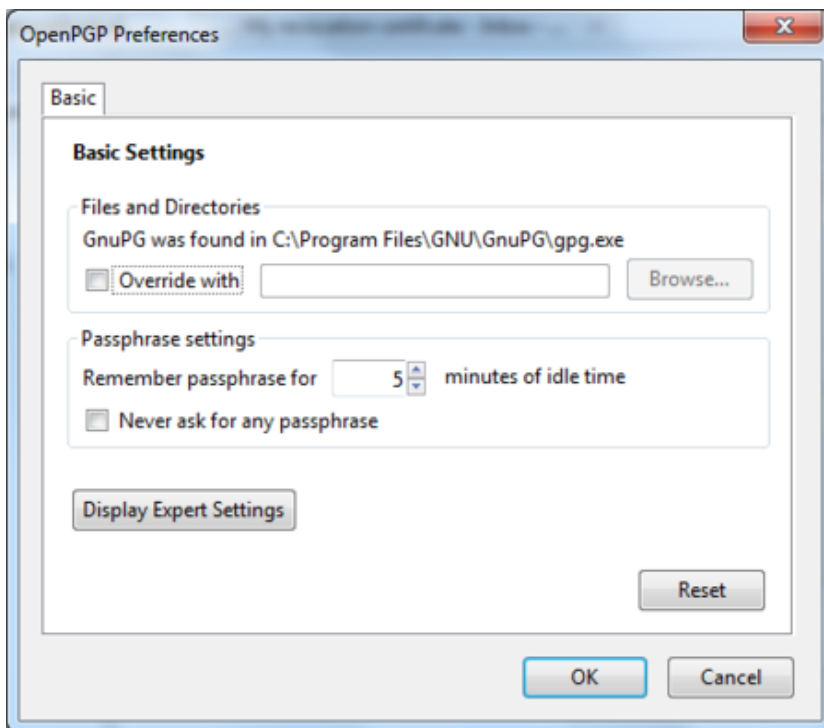 OpenPGP Preferences
Basic
Basic Settings
Files and Directories
GnuPG was found in C:\Program Files\GNU\GnuPG\gpg.exe
Override with Browse...
Passphrase settings
Remember passphrase for 5 minutes of idle time
Never ask for any passphrase
Display Expert Settings
Reset
OK Cancel